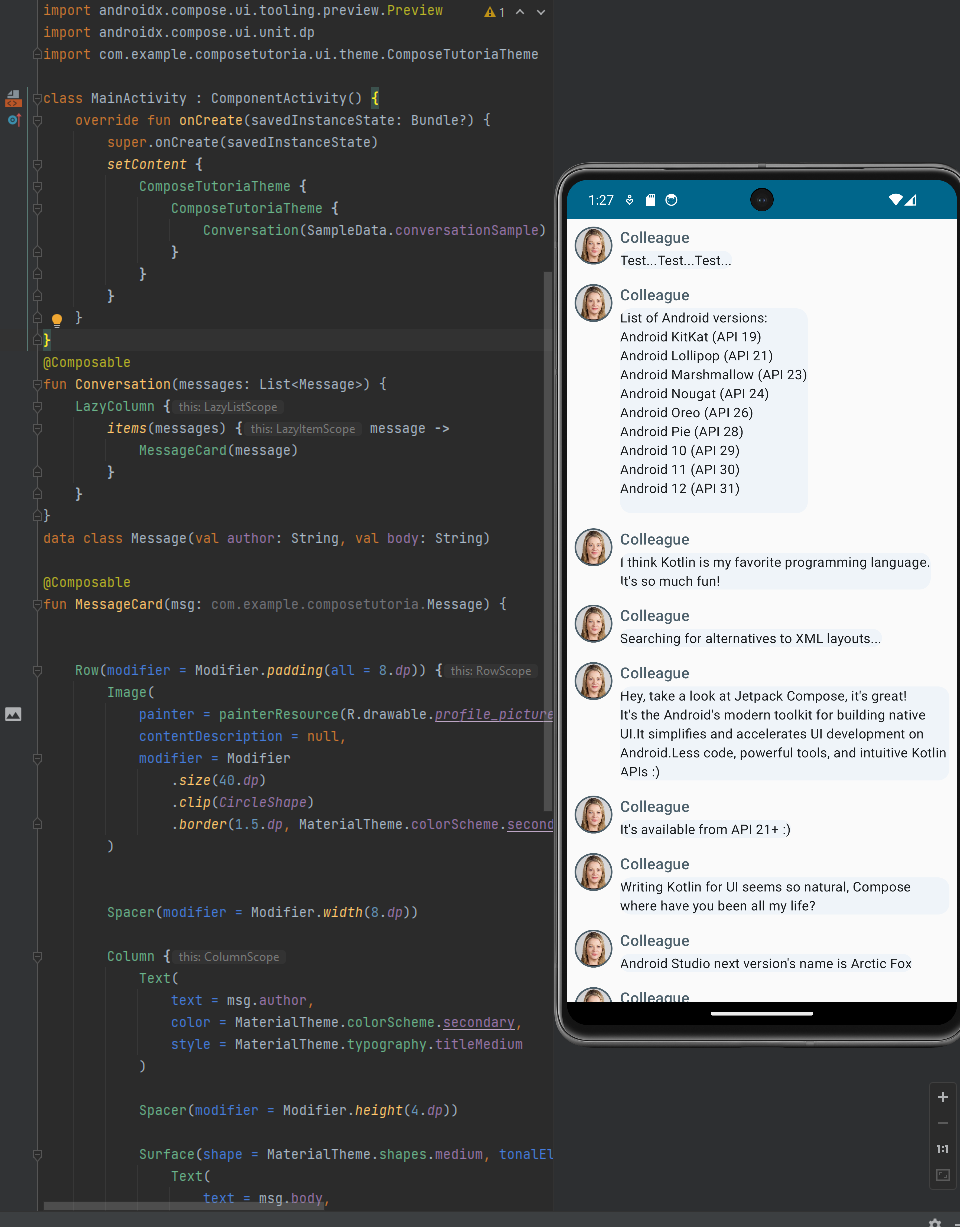 import androidx.compose.ui.tooling.preview.Preview
1
import androidx.compose.ui.unit.dp
import com.example.composetutoria.ui.theme.ComposeTutoriaTheme
class MainActivity : ComponentActivity() {
override fun onCreate(savedInstanceState: Bundle?) {
super.onCreate(savedInstanceState)
setContent {
ComposeTutoriaTheme {
ComposeTutoriaTheme {
Conversation(SampleData.conversationSample)
}
}
}
}
}
@Composable
fun Conversation(messages: List<Message>) {
LazyColumn { this: LazyListScope
items(messages) { this: LazyItemScope message ->
MessageCard(message)
}
}
}
data class Message(val author: String, val body: String)
@Composable
fun MessageCard(msg: com.example.composetutoria.Message) {
Row(modifier = Modifier.padding(all = 8.dp)) { this: RowScope
Image(
painter = painterResource(R.drawable.profile_picture
contentDescription = null,
modifier = Modifier
.size(40.dp)
.clip(CircleShape)
.border(1.5.dp, MaterialTheme.colorScheme.second
)
Spacer(modifier = Modifier.width(8.dp))
Column { this: ColumnScope
Text(
text = msg.author,
color = MaterialTheme.colorScheme.secondary,
style = MaterialTheme.typography.titleMedium
)
Spacer(modifier = Modifier.height(4.dp))
Surface(shape = MaterialTheme.shapes.medium, tonalEl
Text(
text = msg.body,
1:27
Colleague
Test...Test...Test...
Colleague
List of Android versions:
Android KitKat (API 19)
Android Lollipop (API 21)
Android Marshmallow (API 23)
Android Nougat (API 24)
Android Oreo (API 26)
Android Pie (API 28)
Android 10 (API 29)
Android 11 (API 30)
Android 12 (API 31)
Colleague
I think Kotlin is my favorite programming language.
It's so much fun!
Colleague
Searching for alternatives to XML layouts...
Colleague
Hey, take a look at Jetpack Compose, it's great!
It's the Android's modern toolkit for building native
UI.It simplifies and accelerates UI development on
Android.Less code, powerful tools, and intuitive Kotlin
APIs :)
Colleague
It's available from API 21+ :)
Colleague
Writing Kotlin for UI seems so natural, Compose
where have you been all my life?
Colleague
Android Studio next version's name is Arctic Fox
Colleague
+
−
1:1